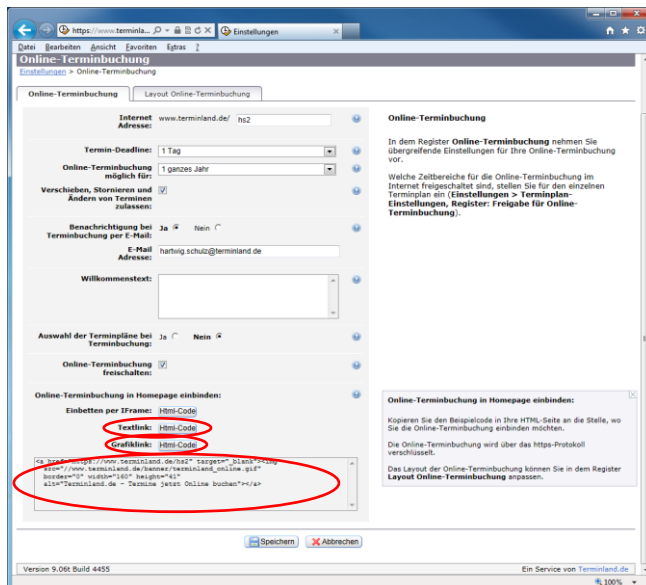 https://www.terminla...
Einstellungen
Datei Bearbeiten Ansicht Favoriten Extras ?
Online-Terminbuchung
Einstellungen > Online-Terminbuchung
Online-Terminbuchung Layout Online-Terminbuchung
Internet Adresse: www.terminland.de/ hs2
Termin-Deadline: 1 Tag
Online-Terminbuchung möglich für: 1 ganzes Jahr
Verschieben, Stornieren und
Ändern von Terminen
zulassen:
Benachrichtigung bei
Terminbuchung per E-Mail: Ja Nein
E-Mail
Adresse: hartwig.schulz@terminland.de
Willkommenstext:
Auswahl der Terminpläne bei
Terminbuchung: Ja Nein
Online-Terminbuchung
freischalten:
Online-Terminbuchung in Homepage einbinden:
Einbetten per IFrame: Html-Code
Textlink: Html-Code
Grafiklink: Html-Code
<a href="https://www.terminland.de/hs2" target="_blank"><img
src="//www.terminland.de/banner/terminland_online.gif"
border="0" width="160" height="41"
alt="Terminland.de - Termine jetzt Online buchen"></a>
Online-Terminbuchung
In dem Register Online-Terminbuchung nehmen Sie
übergreifende Einstellungen für Ihre Online-Terminbuchung
vor.
Welche Zeitbereiche für die Online-Terminbuchung im
Internet freigeschaltet sind, stellen Sie für den einzelnen
Terminplan ein (Einstellungen > Terminplan-
Einstellungen, Register: Freigabe für Online-
Terminbuchung).
Online-Terminbuchung in Homepage einbinden:
Kopieren Sie den Beispielcode in Ihre HTML-Seite an die Stelle, wo
Sie die Online-Terminbuchung einbinden möchten.
Die Online-Terminbuchung wird über das https-Protokoll
verschlüsselt.
Das Layout der Online-Terminbuchung können Sie in dem Register
Layout Online-Terminbuchung anpassen.
Speichern Abbrechen
Version 9.06t Build 4455 Ein Service von Terminland.de
100%